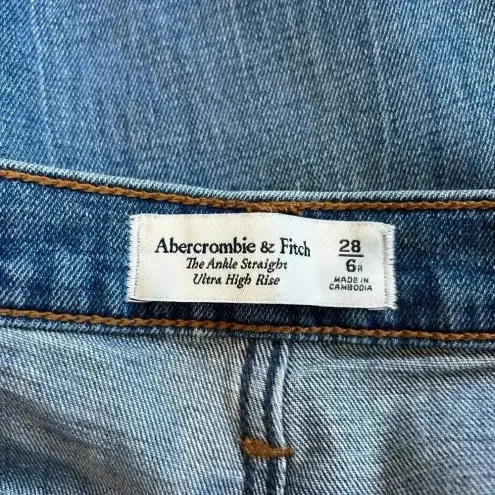 Abercrombie & Fitch
The Ankle Straight
Ultra High Rise
28
6R
MADE IN
CAMBODIA